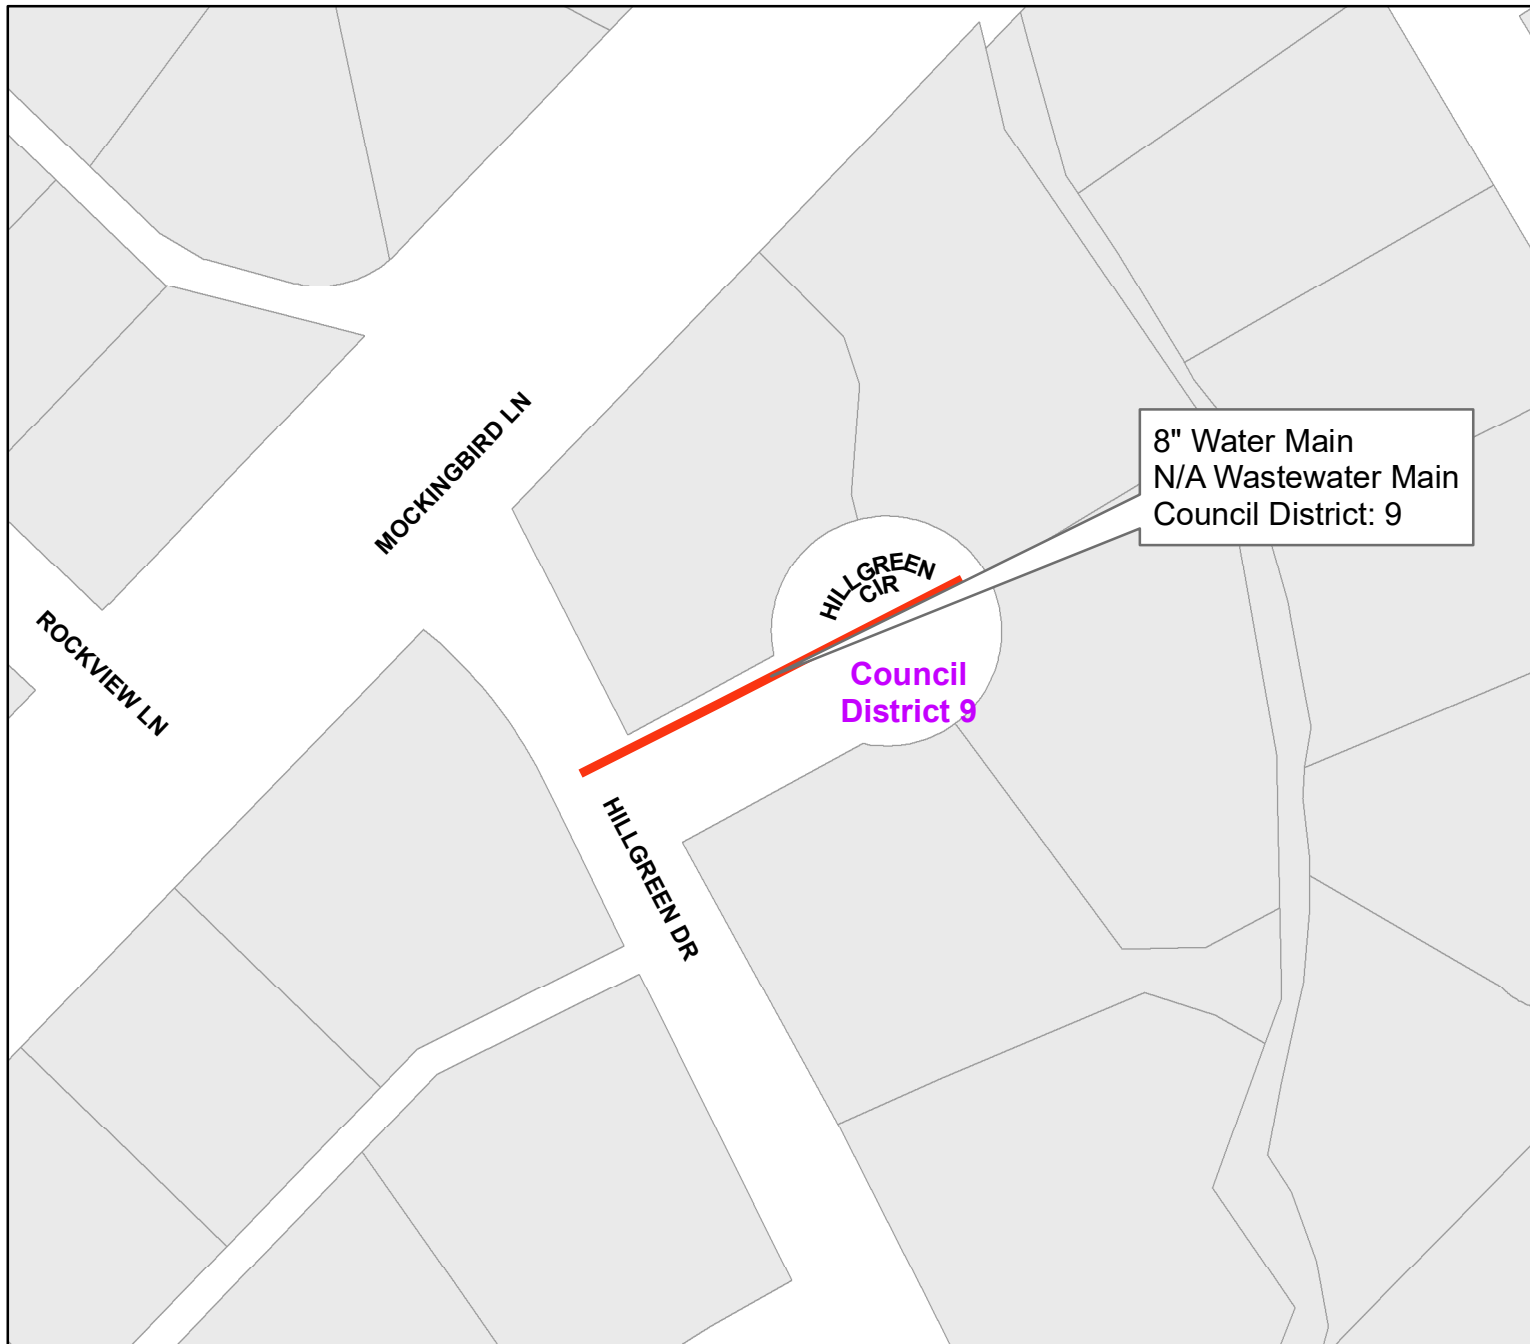 MOCKINGBIRD LN
8" Water Main
N/A Wastewater Main
Council District: 9
HILLGREEN
CIR
ROCKVIEW LN
Council
District 9
HILLGREEN DR